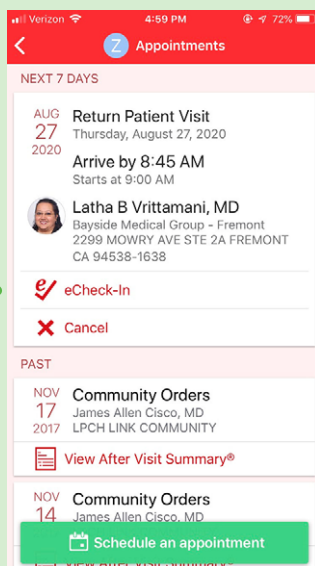 Verizon 4:59 PM 72%
Z Appointments
NEXT 7 DAYS
AUG
27
2020
Return Patient Visit
Thursday, August 27, 2020
Arrive by 8:45 AM
Starts at 9:00 AM
Latha B Vrittamani, MD
Bayside Medical Group - Fremont
2299 MOWRY AVE STE 2A FREMONT
CA 94538-1638
eCheck-In
Cancel
PAST
NOV
17
2017
Community Orders
James Allen Cisco, MD
LPCH LINK COMMUNITY
View After Visit Summary®
NOV
14
Community Orders
James Allen Cisco, MD
Schedule an appointment